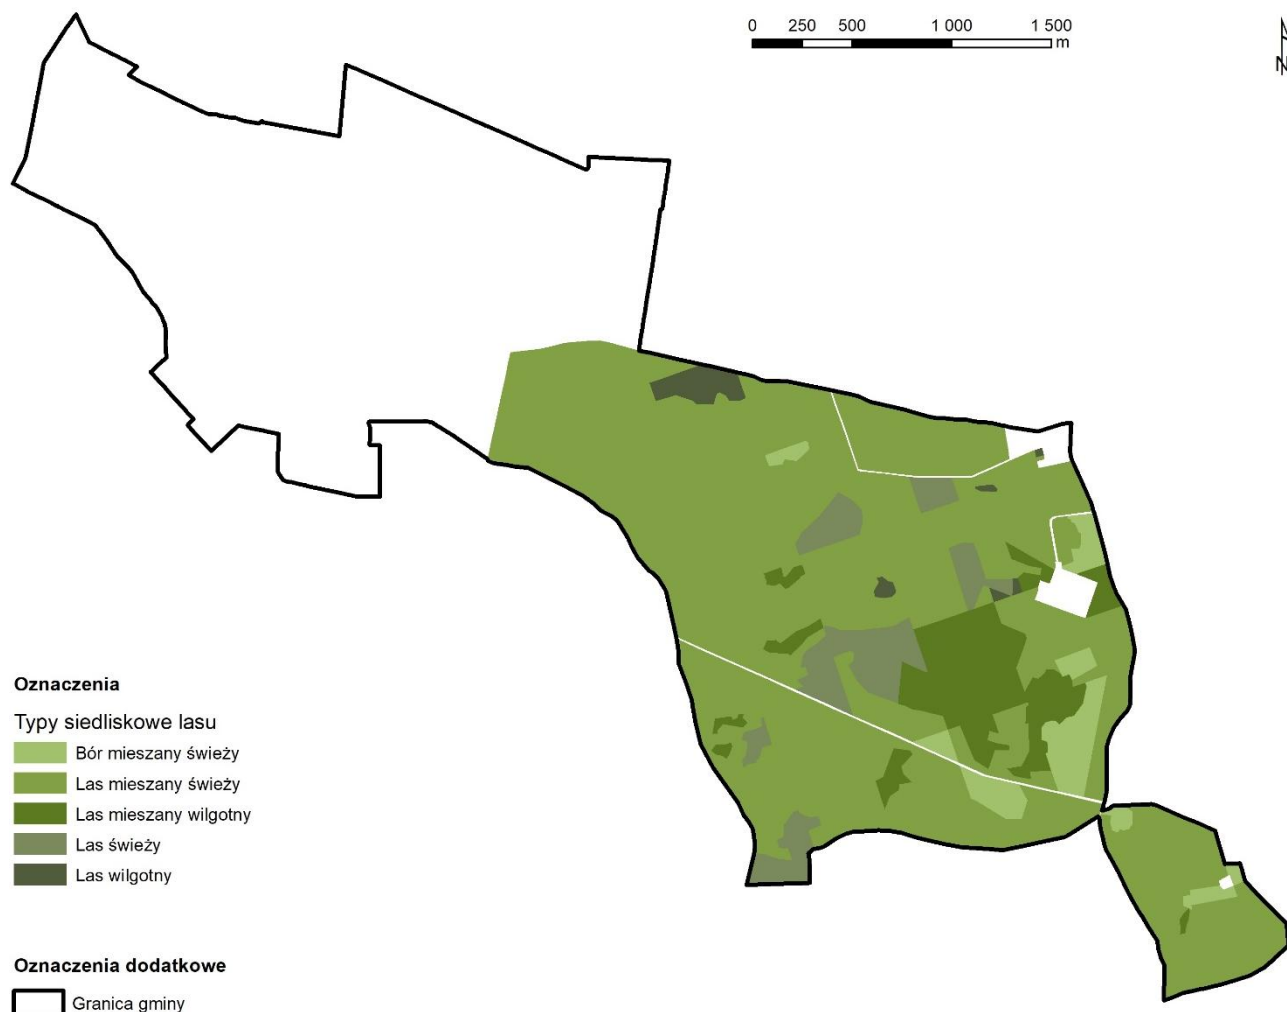 0 250 500 1 000 1 500
m
N
Oznaczenia
Typy siedliskowe lasu
Bór mieszany świeży
Las mieszany świeży
Las mieszany wilgotny
Las świeży
Las wilgotny
Oznaczenia dodatkowe
Granica gminy